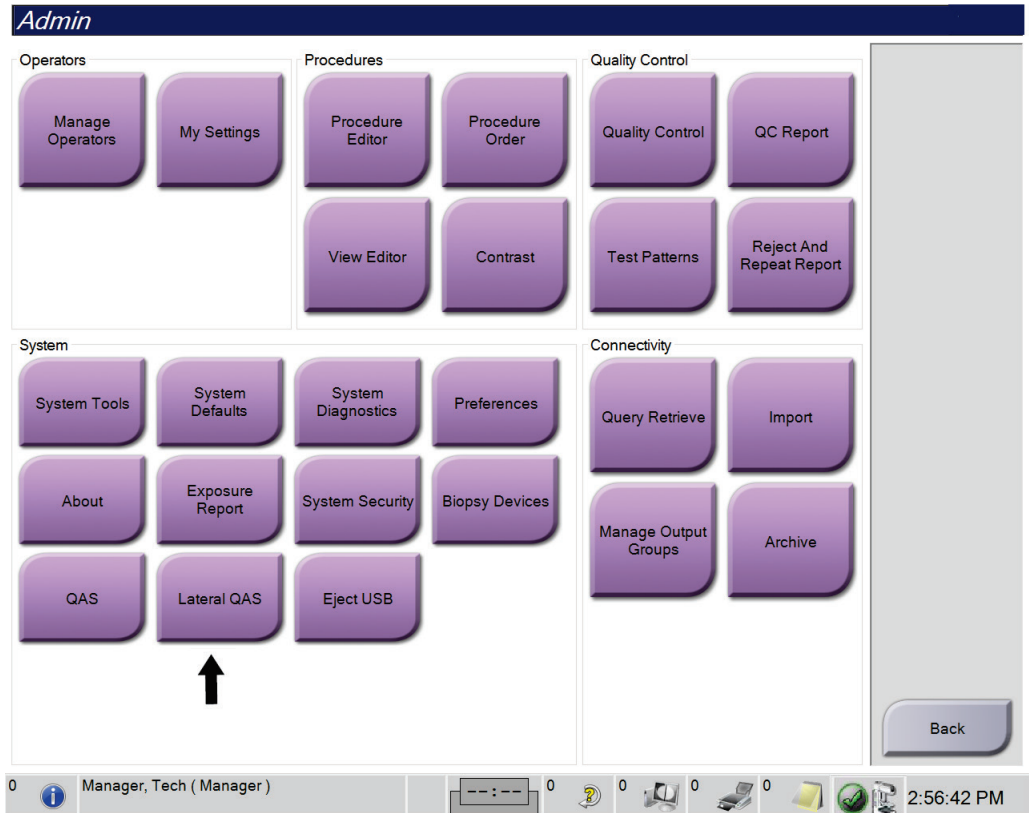 Admin
Operators
Manage
Operators
My Settings
Procedures
Procedure
Editor
Procedure
Order
View Editor
Contrast
Quality Control
Quality Control
QC Report
Test Patterns
Reject And
Repeat Report
System
System Tools
System
Defaults
System
Diagnostics
Preferences
About
Exposure
Report
System Security
Biopsy Devices
QAS
Lateral QAS
Eject USB
Connectivity
Query Retrieve
Import
Manage Output
Groups
Archive
Back
0
Manager, Tech ( Manager )
--:--
0
0
0
0
2:56:42 PM